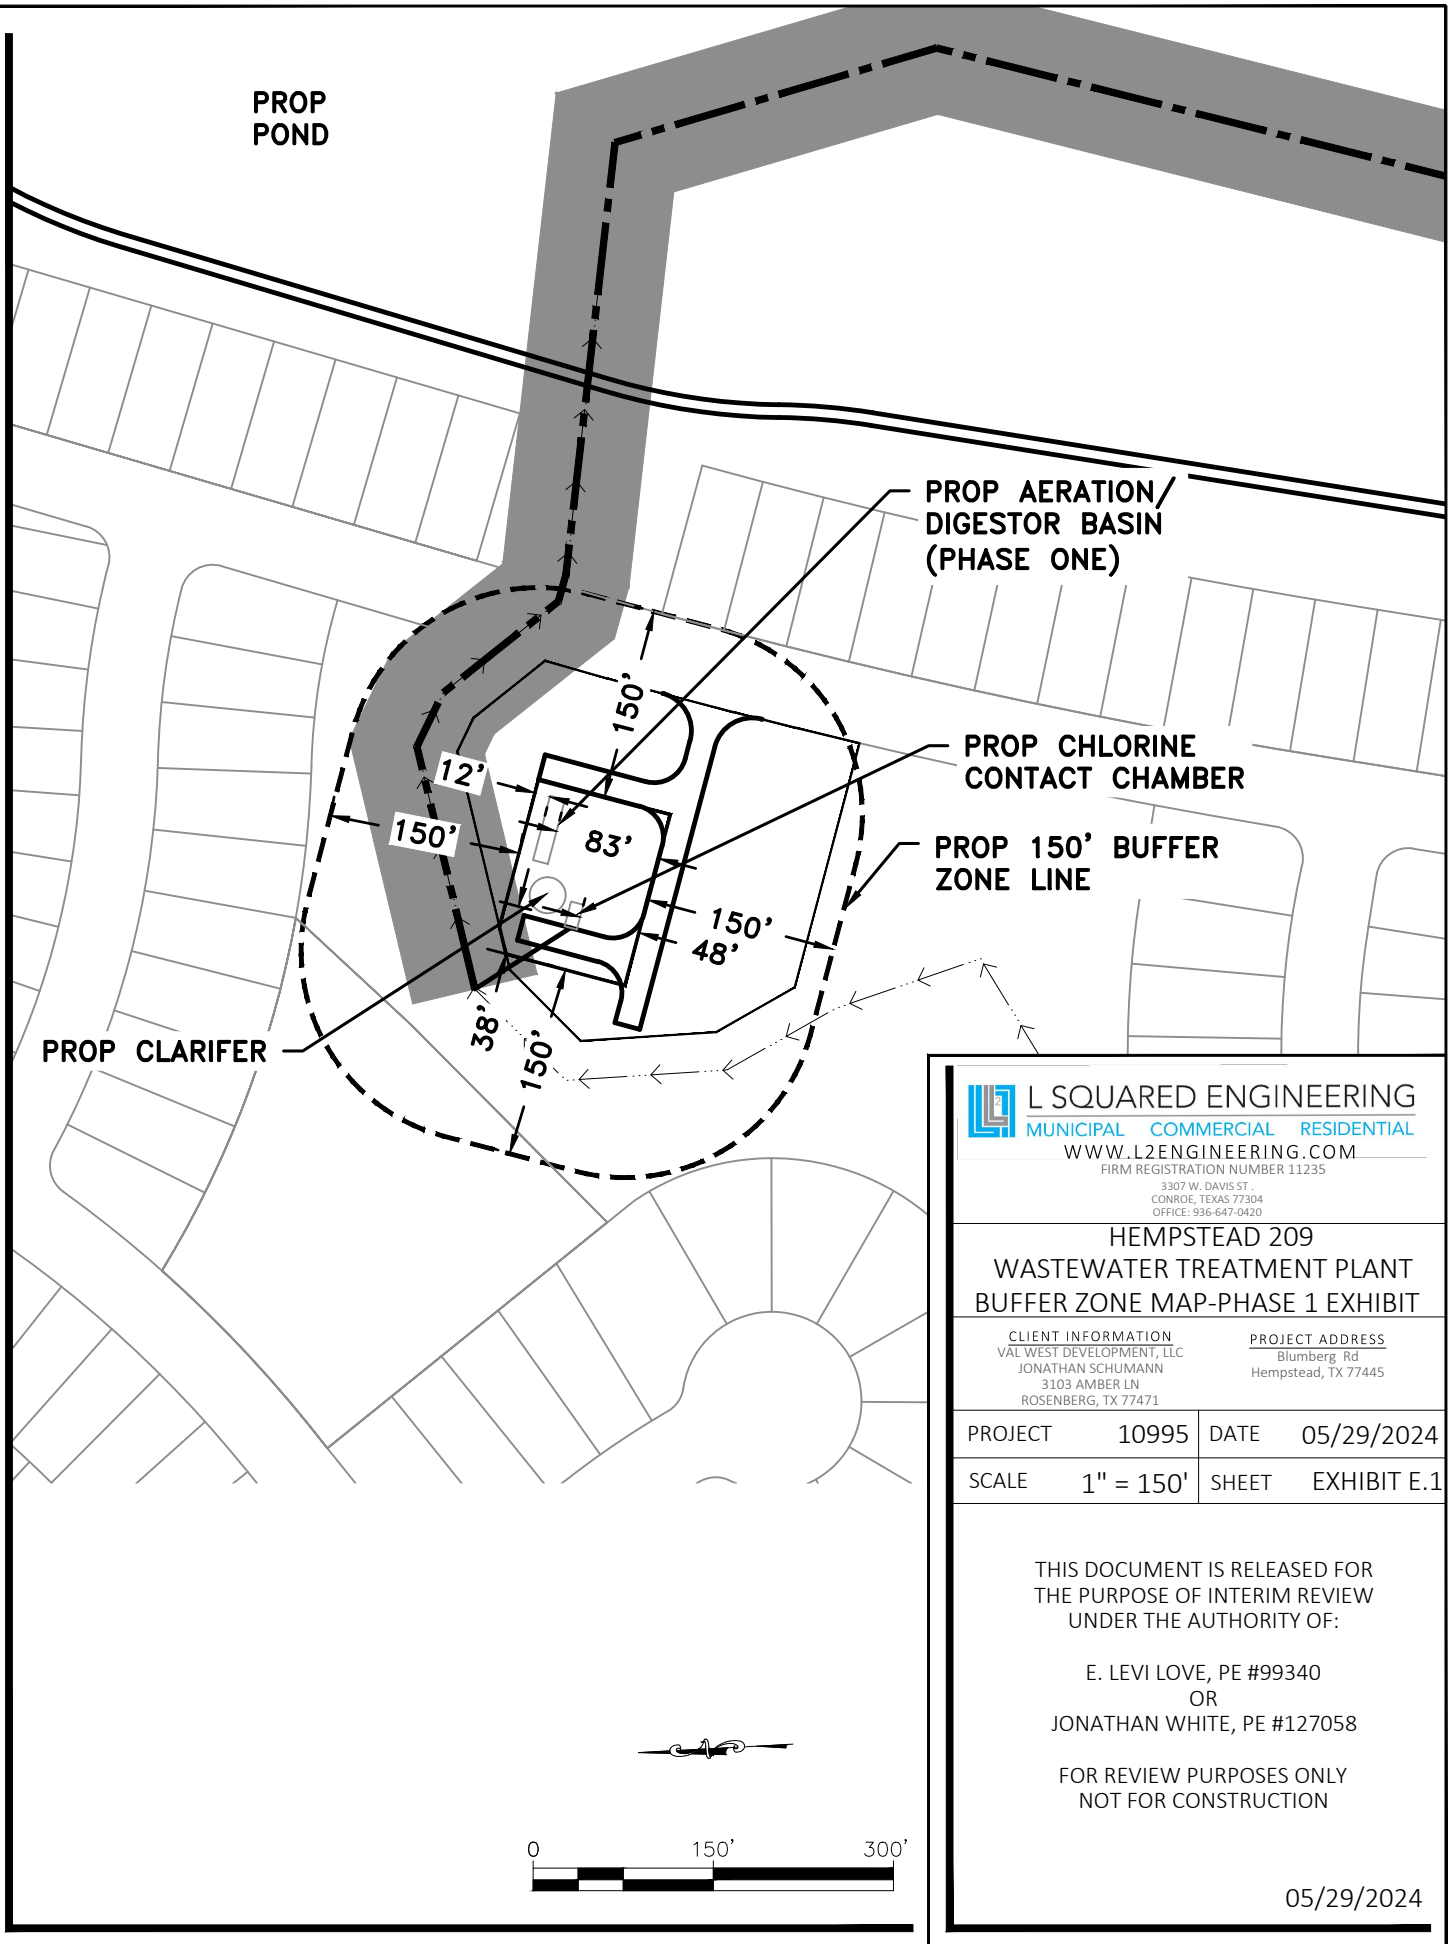 PROP
POND
PROP AERATION/
DIGESTOR BASIN
(PHASE ONE)
150'
12'
PROP CHLORINE
CONTACT CHAMBER
150'
83'
PROP 150' BUFFER
ZONE LINE
150'
48'
38'
150'
PROP CLARIFER
L SQUARED ENGINEERING
MUNICIPAL COMMERCIAL RESIDENTIAL
WWW.L2ENGINEERING.COM
FIRM REGISTRATION NUMBER 11235
3307 W. DAVIS ST .
CONROE, TEXAS 77304
OFFICE: 936-647-0420
HEMPSTEAD 209
WASTEWATER TREATMENT PLANT
BUFFER ZONE MAP-PHASE 1 EXHIBIT
CLIENT INFORMATION
VAL WEST DEVELOPMENT, LLC
JONATHAN SCHUMANN
3103 AMBER LN
ROSENBERG, TX 77471
PROJECT ADDRESS
Blumberg Rd
Hempstead, TX 77445
PROJECT 10995 DATE 05/29/2024
SCALE 1" = 150' SHEET EXHIBIT E.1
THIS DOCUMENT IS RELEASED FOR
THE PURPOSE OF INTERIM REVIEW
UNDER THE AUTHORITY OF:
E. LEVI LOVE, PE #99340
OR
JONATHAN WHITE, PE #127058
FOR REVIEW PURPOSES ONLY
NOT FOR CONSTRUCTION
0 150' 300'
05/29/2024